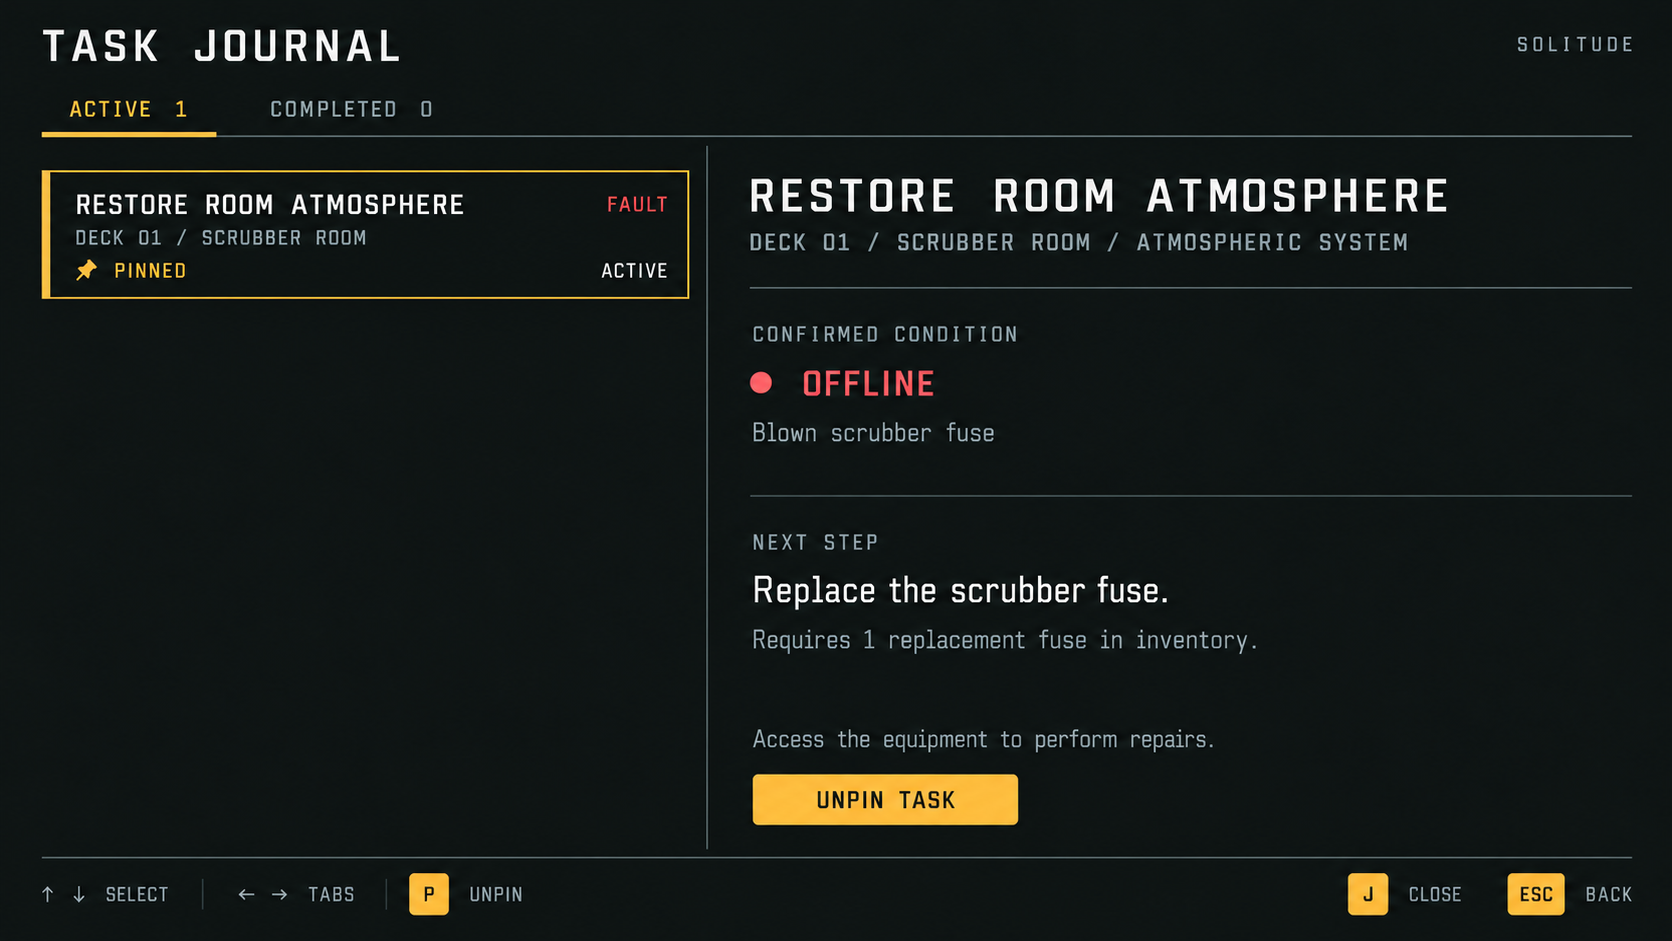 TASK JOURNAL
SOLITUDE
ACTIVE 1
COMPLETED 0
RESTORE ROOM ATMOSPHERE
FAULT
DECK 01 / SCRUBBER ROOM
PINNED
ACTIVE
RESTORE ROOM ATMOSPHERE
DECK 01 / SCRUBBER ROOM / ATMOSPHERIC SYSTEM
CONFIRMED CONDITION
OFFLINE
Blown scrubber fuse
NEXT STEP
Replace the scrubber fuse.
Requires 1 replacement fuse in inventory.
Access the equipment to perform repairs.
UNPIN TASK
↑ ↓ SELECT
← → TABS
P UNPIN
J CLOSE
ESC BACK